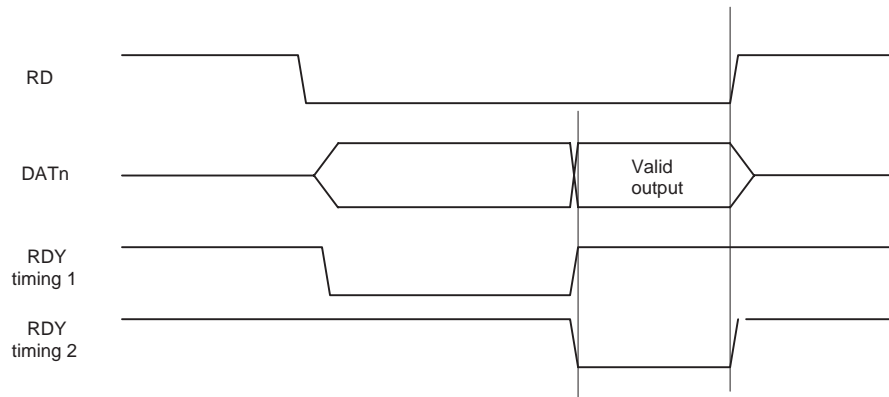 RD
DATn
Valid
output
RDY
timing 1
RDY
timing 2